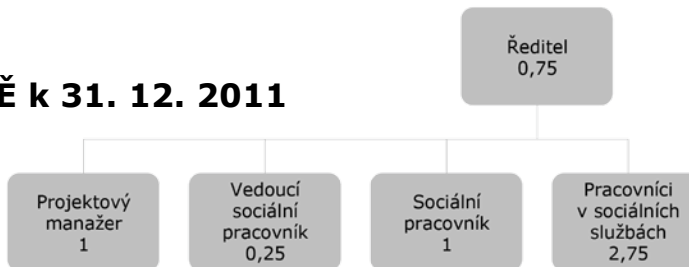 Ředitel
0,75
Ě k 31. 12. 2011
Projektový
manažer
1
Vedoucí
sociální
pracovník
0,25
Sociální
pracovník
1
Pracovníci
v sociálních
službách
2,75